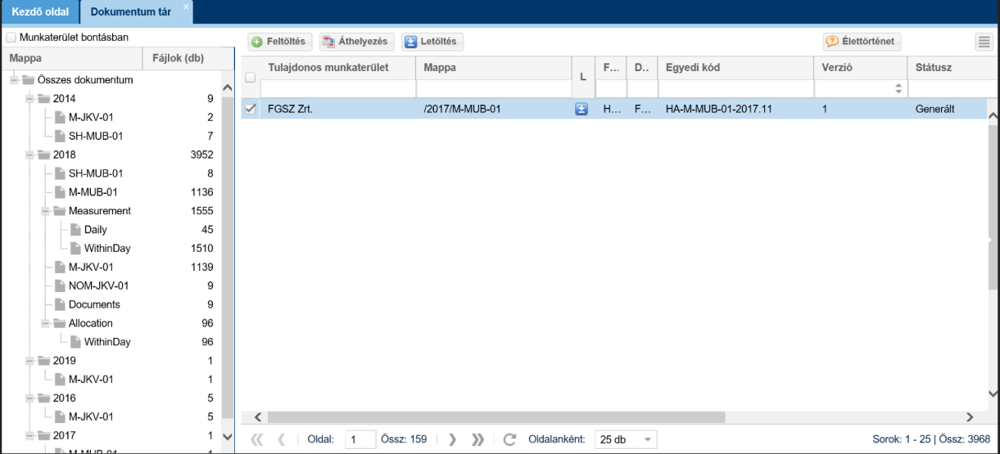 Kezdő oldal
Dokumentum tár
Munkaterület bontásban
Mappa Fájlok (db)
Összes dokumentum
2014 9
M-JKV-01 2
SH-MUB-01 7
2018 3952
SH-MUB-01 8
M-MUB-01 1136
Measurement 1555
Daily 45
WithinDay 1510
M-JKV-01 1139
NOM-JKV-01 9
Documents 9
Allocation 96
WithinDay 96
2019 1
M-JKV-01 1
2016 5
M-JKV-01 5
2017 1
M-MUB-01 1
Feltöltés Áthelyezés Letöltés Élettörténet
Tulajdonos munkaterület Mappa L F... D.. Egyedi kód Verzió Státusz
FGSZ Zrt. /2017/M-MUB-01 H... F... HA-M-MUB-01-2017.11 1 Generált
Oldal: 1 Össz: 159 Oldalanként: 25 db Sorok: 1 - 25 | Össz: 3968